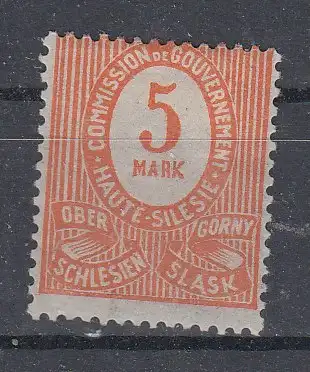 COMMISSION DE GOUVERNEMENT
· HAUTE-SILESIE ·
5
MARK
OBER GORNY
SCHLESIEN SLASK